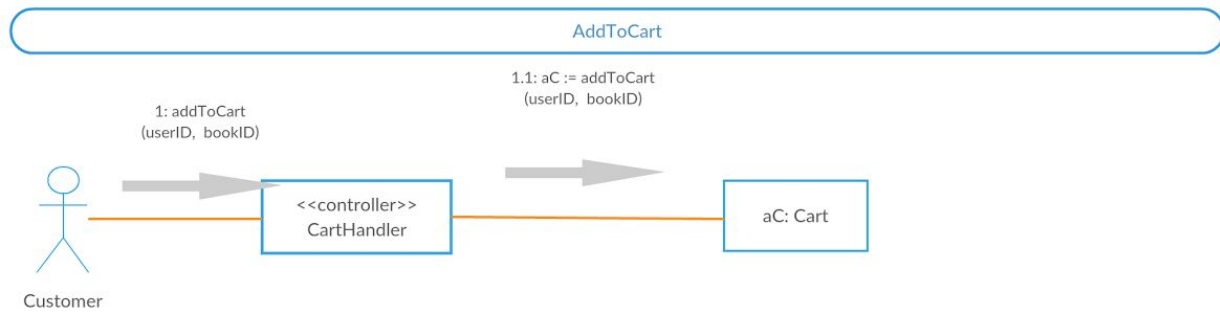 AddToCart
1: addToCart
(userID, bookID)
1.1: aC := addToCart
(userID, bookID)
<<controller>>
CartHandler
aC: Cart
Customer